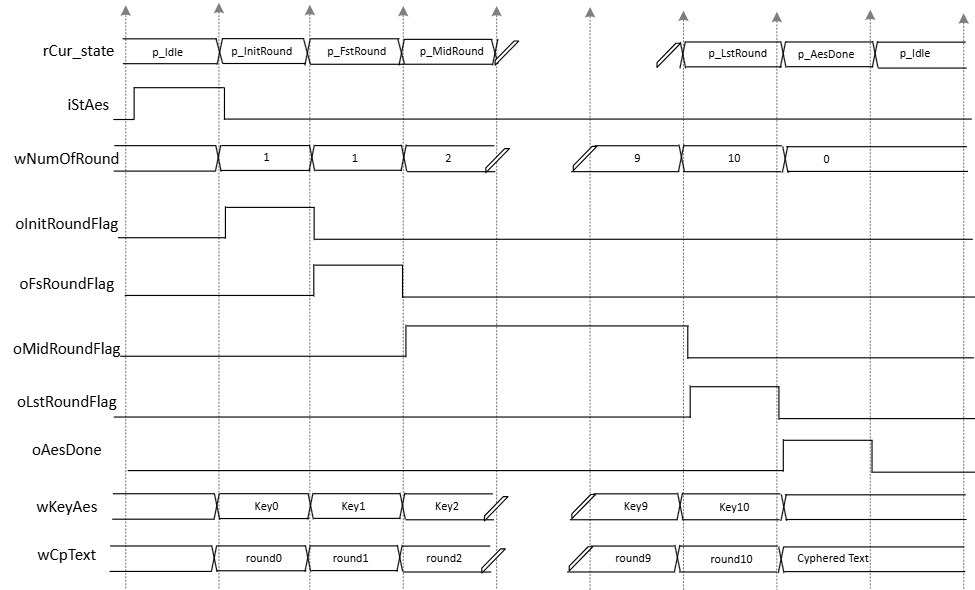 rCur_state p_Idle p_InitRound p_FstRound p_MidRound p_LstRound p_AesDone p_Idle
iStAes
wNumOfRound 1 1 2 9 10 0
oInitRoundFlag
oFsRoundFlag
oMidRoundFlag
oLstRoundFlag
oAesDone
wKeyAes Key0 Key1 Key2 Key9 Key10
wCpText round0 round1 round2 round9 round10 Cyphered Text